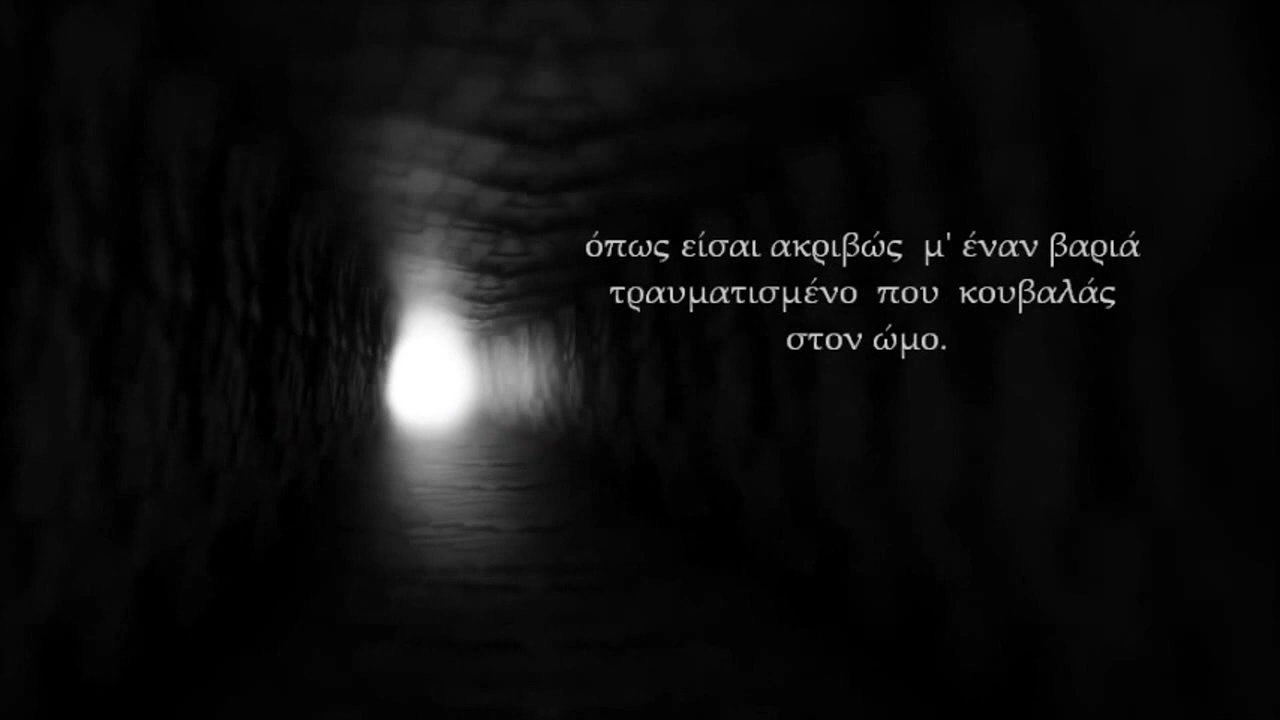 όπως είσαι ακριβώς μ' έναν βαριά
τραυματισμένο που κουβαλάς
στον ώμο.